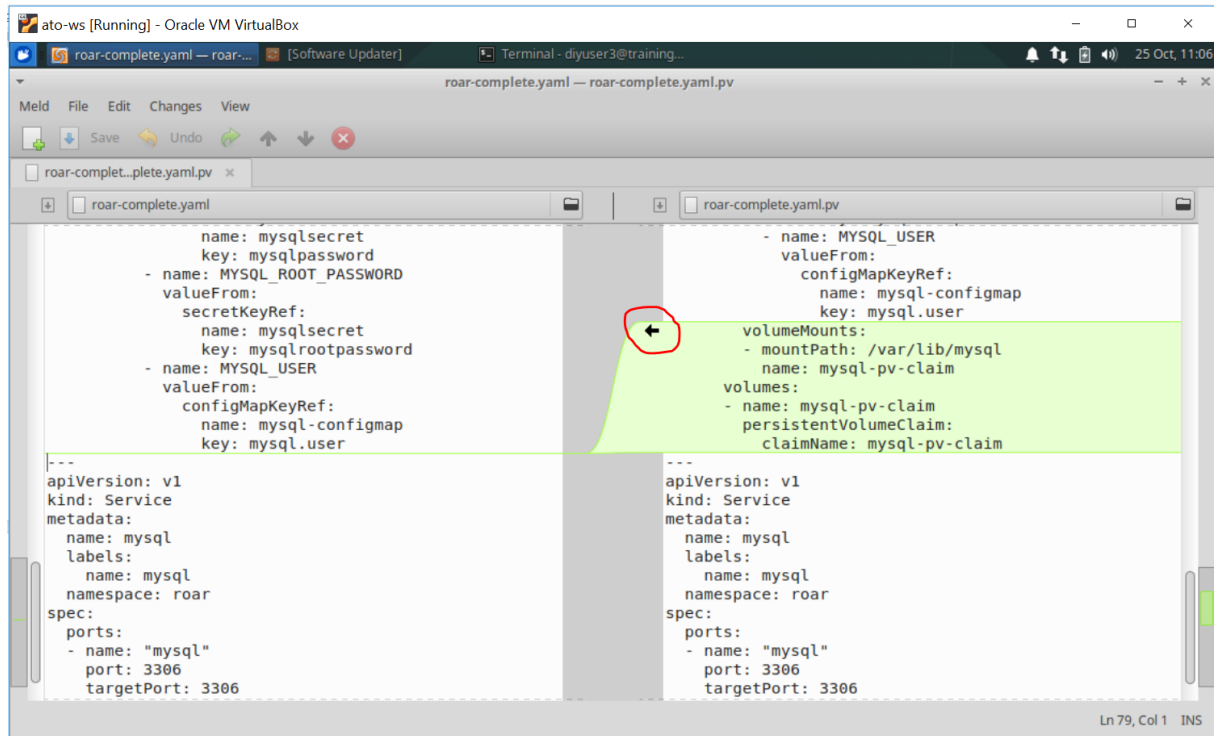 ato-ws [Running] - Oracle VM VirtualBox
roar-complete.yaml — roar-... [Software Updater] Terminal - diyuser3@training... 25 Oct, 11:06
roar-complete.yaml — roar-complete.yaml.pv
Meld File Edit Changes View
Save Undo
roar-complet...plete.yaml.pv
roar-complete.yaml
name: mysqlsecret
key: mysqlpassword
- name: MYSQL_ROOT_PASSWORD
valueFrom:
secretKeyRef:
name: mysqlsecret
key: mysqlrootpassword
- name: MYSQL_USER
valueFrom:
configMapKeyRef:
name: mysql-configmap
key: mysql.user
---
apiVersion: v1
kind: Service
metadata:
name: mysql
labels:
name: mysql
namespace: roar
spec:
ports:
- name: "mysql"
port: 3306
targetPort: 3306
roar-complete.yaml.pv
- name: MYSQL_USER
valueFrom:
configMapKeyRef:
name: mysql-configmap
key: mysql.user
volumeMounts:
- mountPath: /var/lib/mysql
name: mysql-pv-claim
volumes:
- name: mysql-pv-claim
persistentVolumeClaim:
claimName: mysql-pv-claim
---
apiVersion: v1
kind: Service
metadata:
name: mysql
labels:
name: mysql
namespace: roar
spec:
ports:
- name: "mysql"
port: 3306
targetPort: 3306
Ln 79, Col 1 INS